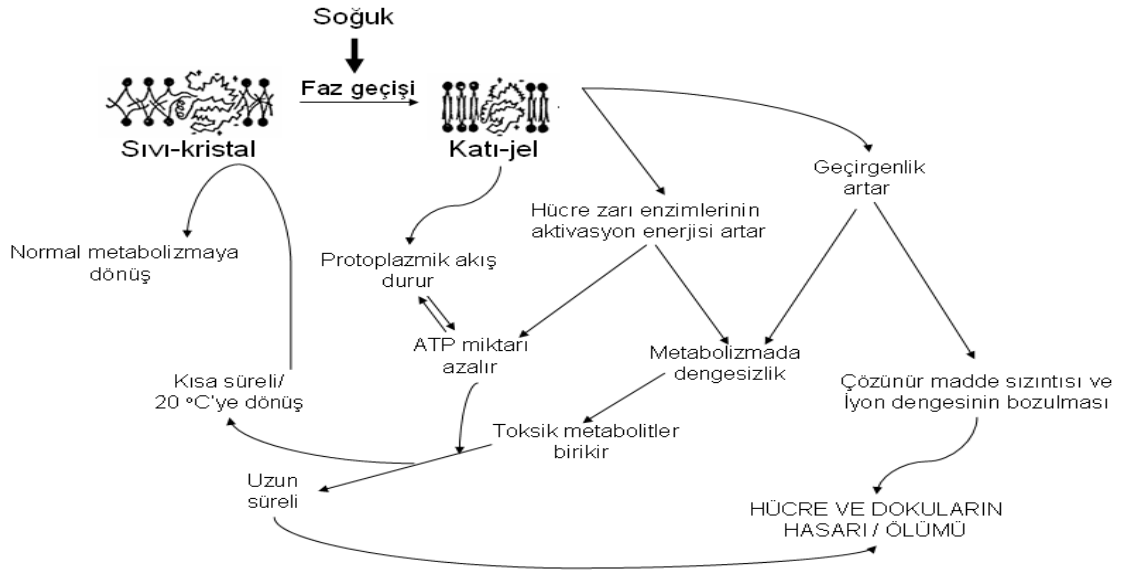 Soğuk
Faz geçişi
Sıvı-kristal
Katı-jel
Geçirgenlik
artar
Hücre zarı enzimlerinin
aktivasyon enerjisi artar
Normal metabolizmaya
dönüş
Protoplazmik akış
durur
ATP miktarı
azalır
Metabolizmada
dengesizlik
Kısa süreli/
20 °C'ye dönüş
Çözünür madde sızıntısı ve
İyon dengesinin bozulması
Toksik metabolitler
birikir
Uzun
süreli
HÜCRE VE DOKULARIN
HASARI / ÖLÜMÜ